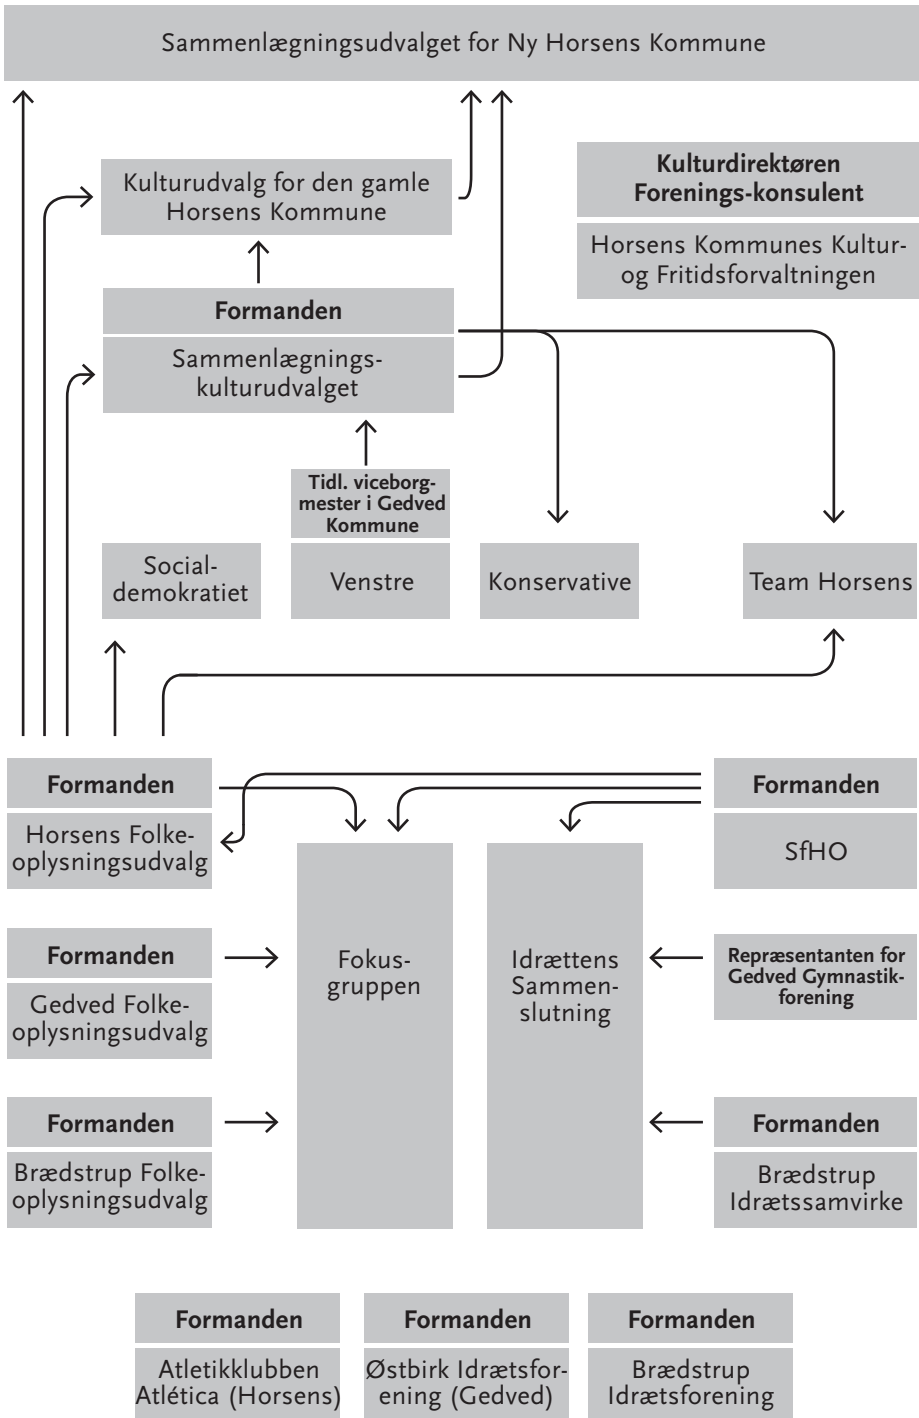 Sammenlægningsudvalget for Ny Horsens Kommune
Kulturudvalg for den gamle
Horsens Kommune
Kulturdirektøren
Forenings-konsulent
Horsens Kommunes Kultur-
og Fritidsforvaltningen
Formanden
Sammenlægnings-
kulturudvalget
Tidl. viceborg-
mester i Gedved
Kommune
Social-
demokratiet
Venstre
Konservative
Team Horsens
Formanden
Horsens Folke-
oplysningsudvalg
Formanden
SfHO
Formanden
Gedved Folke-
oplysningsudvalg
Fokus-
gruppen
Idrættens
Sammen-
slutning
Repræsentanten for
Gedved Gymnastik-
forening
Formanden
Brædstrup Folke-
oplysningsudvalg
Formanden
Brædstrup
Idrætssamvirke
Formanden
Atletikklubben
Atlética (Horsens)
Formanden
Østbirk Idrætsfor-
ening (Gedved)
Formanden
Brædstrup
Idrætsforening